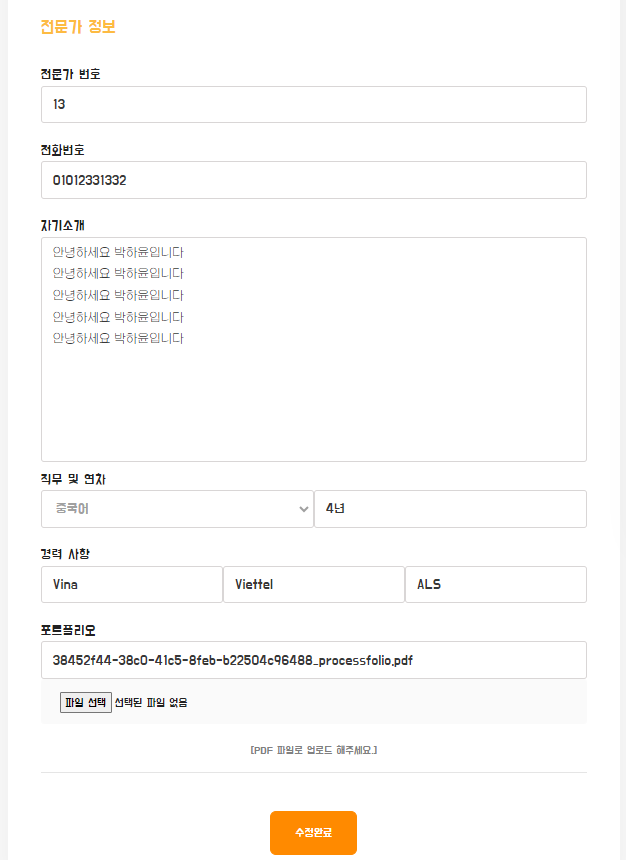 전문가 정보
전문가 번호
13
전화번호
01012331332
자기소개
안녕하세요 박하윤입니다
안녕하세요 박하윤입니다
안녕하세요 박하윤입니다
안녕하세요 박하윤입니다
안녕하세요 박하윤입니다
직무 및 연차
중국어 4년
경력 사항
Vina Viettel ALS
포트폴리오
38452f44-38c0-41c5-8feb-b22504c96488_processfolio.pdf
파일 선택 선택된 파일 없음
[PDF 파일로 업로드 해주세요.]
수정완료